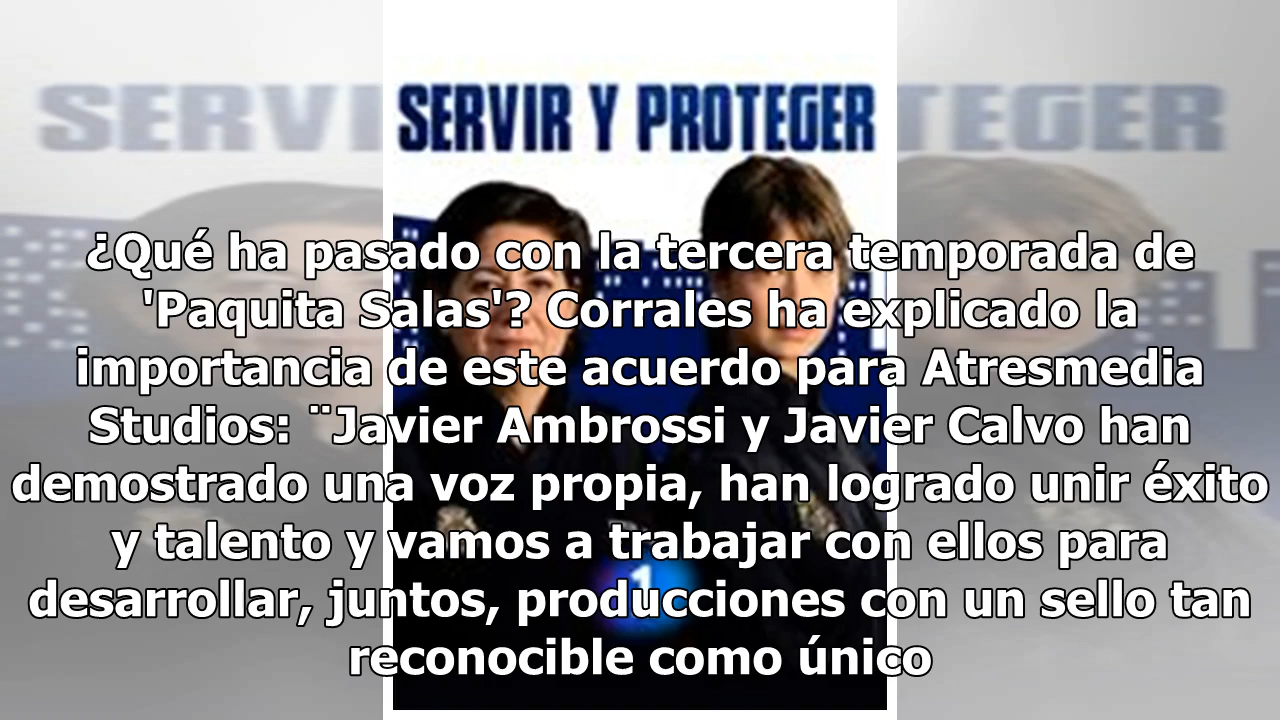 SERVIR Y PROTEGER
¿Qué ha pasado con la tercera temporada de
'Paquita Salas'? Corrales ha explicado la
importancia de este acuerdo para Atresmedia
Studios: ¨Javier Ambrossi y Javier Calvo han
demostrado una voz propia, han logrado unir éxito
y talento y vamos a trabajar con ellos para
desarrollar, juntos, producciones con un sello tan
reconocible como único
1